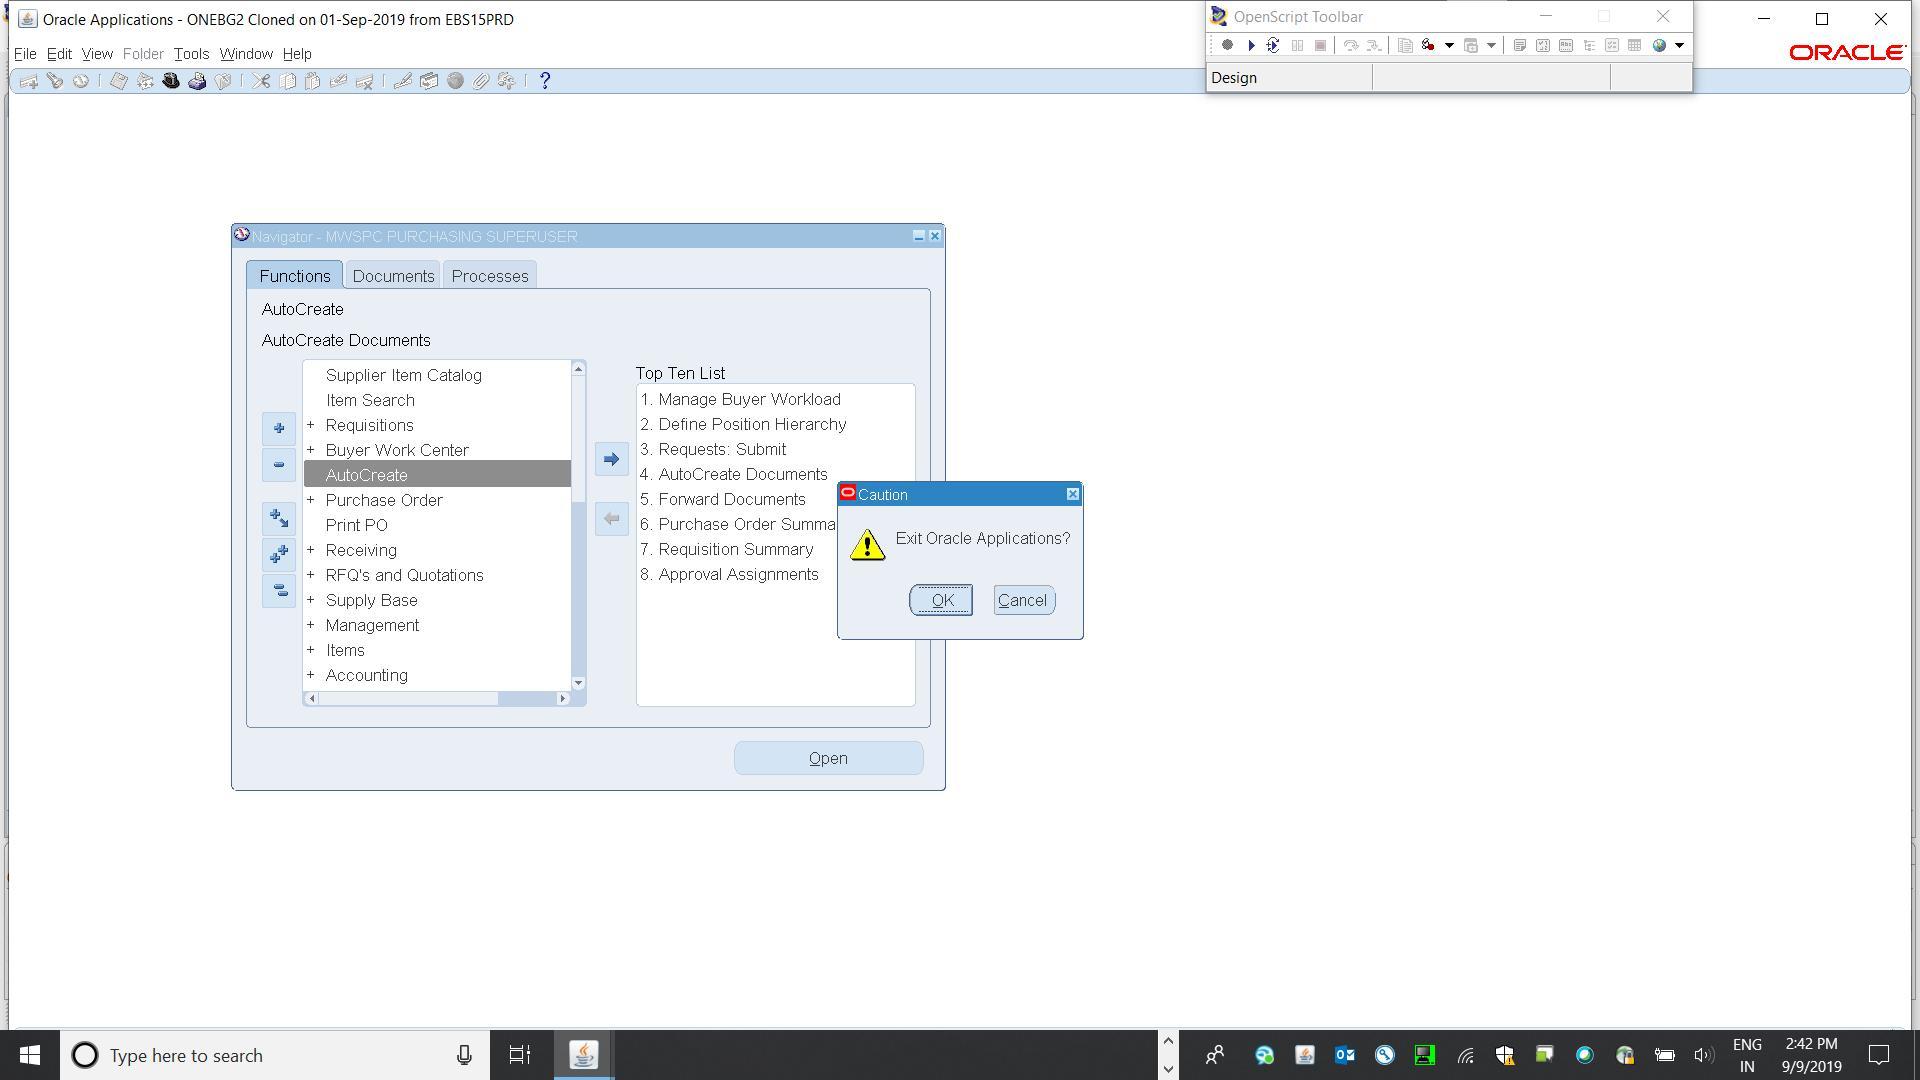 Oracle Applications - ONEBG2 Cloned on 01-Sep-2019 from EBS15PRD
File Edit View Folder Tools Window Help
OpenScript Toolbar
Design
ORACLE
Navigator - MWSPC PURCHASING SUPERUSER
Functions Documents Processes
AutoCreate
AutoCreate Documents
Supplier Item Catalog
Item Search
+ Requisitions
+ Buyer Work Center
AutoCreate
+ Purchase Order
Print PO
+ Receiving
+ RFQ's and Quotations
+ Supply Base
+ Management
+ Items
+ Accounting
Top Ten List
1. Manage Buyer Workload
2. Define Position Hierarchy
3. Requests: Submit
4. AutoCreate Documents
5. Forward Documents
6. Purchase Order Summa
7. Requisition Summary
8. Approval Assignments
Open
Caution
Exit Oracle Applications?
OK Cancel
Type here to search
ENG
IN
2:42 PM
9/9/2019